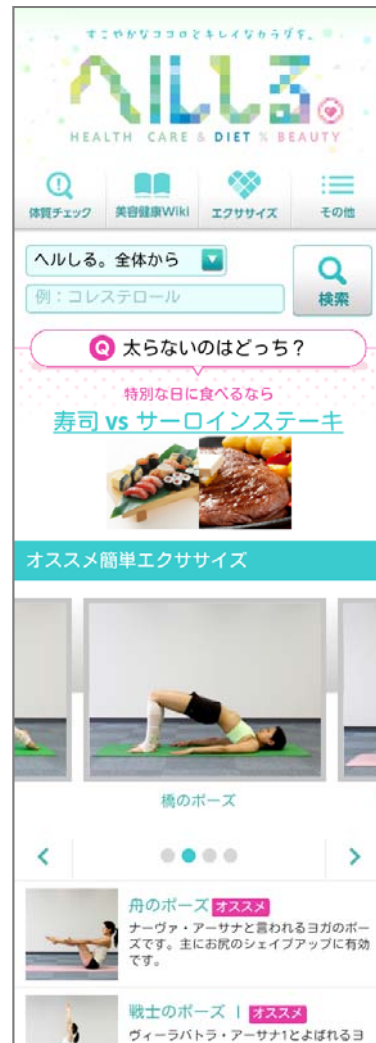 すこやかなココロとキレイなからダを。
ヘルしる。
HEALTH CARE & DIET % BEAUTY
体質チェック
美容健康Wiki
エクササイズ
その他
ヘルしる。全体から
例：コレステロール
検索
Q 太らないのはどっち？
特別な日に食べるなら
寿司 vs サーロインステーキ
オススメ簡単エクササイズ
橋のポーズ
舟のポーズ オススメ
ナーヴァ・アーサナと言われるヨガのポー
ズです。主にお尻のシェイプアップに有効
です。
戦士のポーズ Ⅰ オススメ
ヴィーラバトラ・アーサナ1とよばれるヨ